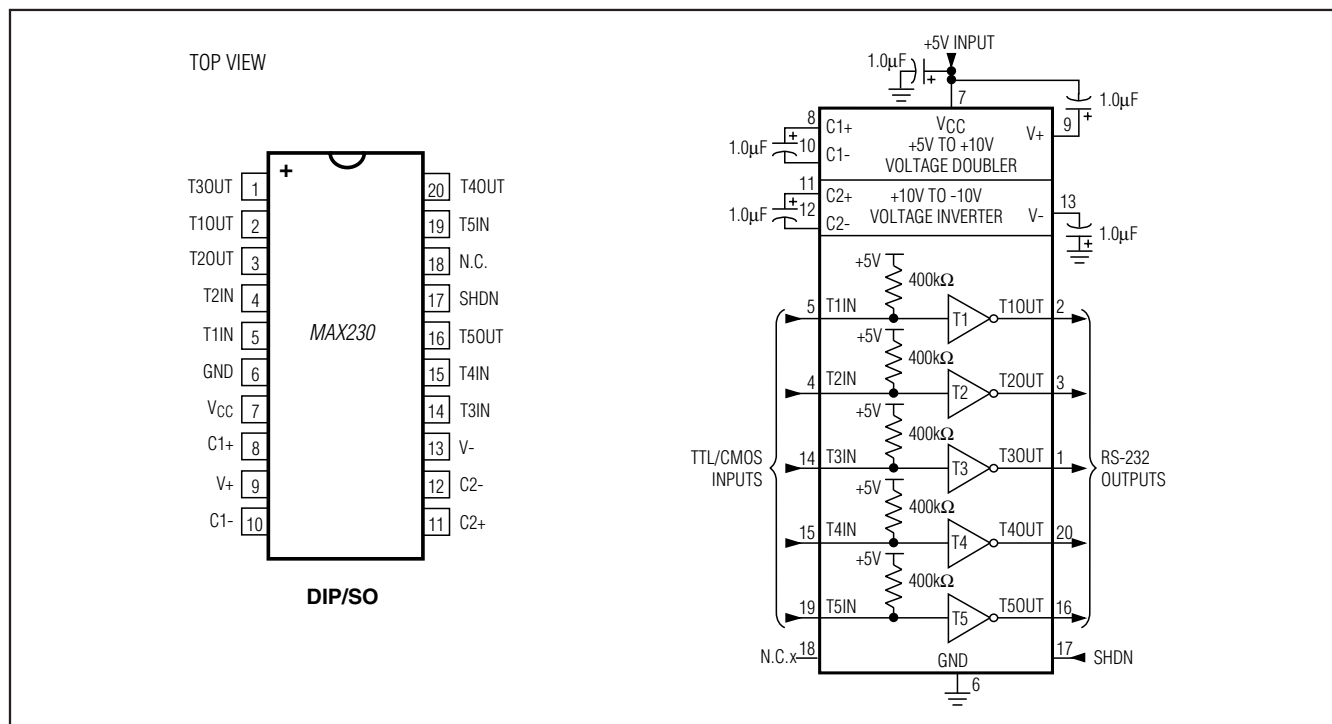 TOP VIEW
+
MAX230
T3OUT 1
T1OUT 2
T2OUT 3
T2IN 4
T1IN 5
GND 6
VCC 7
C1+ 8
V+ 9
C1- 10
20 T4OUT
19 T5IN
18 N.C.
17 SHDN
16 T5OUT
15 T4IN
14 T3IN
13 V-
12 C2-
11 C2+
DIP/SO
+5V INPUT
1.0µF
+
7
1.0µF
+
8 C1+
10 C1-
1.0µF
+
VCC
+5V TO +10V
VOLTAGE DOUBLER
V+ 9
11 C2+
12 C2-
1.0µF
+
+10V TO -10V
VOLTAGE INVERTER
V- 13
1.0µF
+
+5V
400kΩ
5 T1IN T1 T1OUT 2
+5V
400kΩ
4 T2IN T2 T2OUT 3
+5V
400kΩ
TTL/CMOS
INPUTS
14 T3IN T3 T3OUT 1
RS-232
OUTPUTS
+5V
400kΩ
15 T4IN T4 T4OUT 20
+5V
400kΩ
19 T5IN T5 T5OUT 16
N.C. x 18
GND
6
17 SHDN